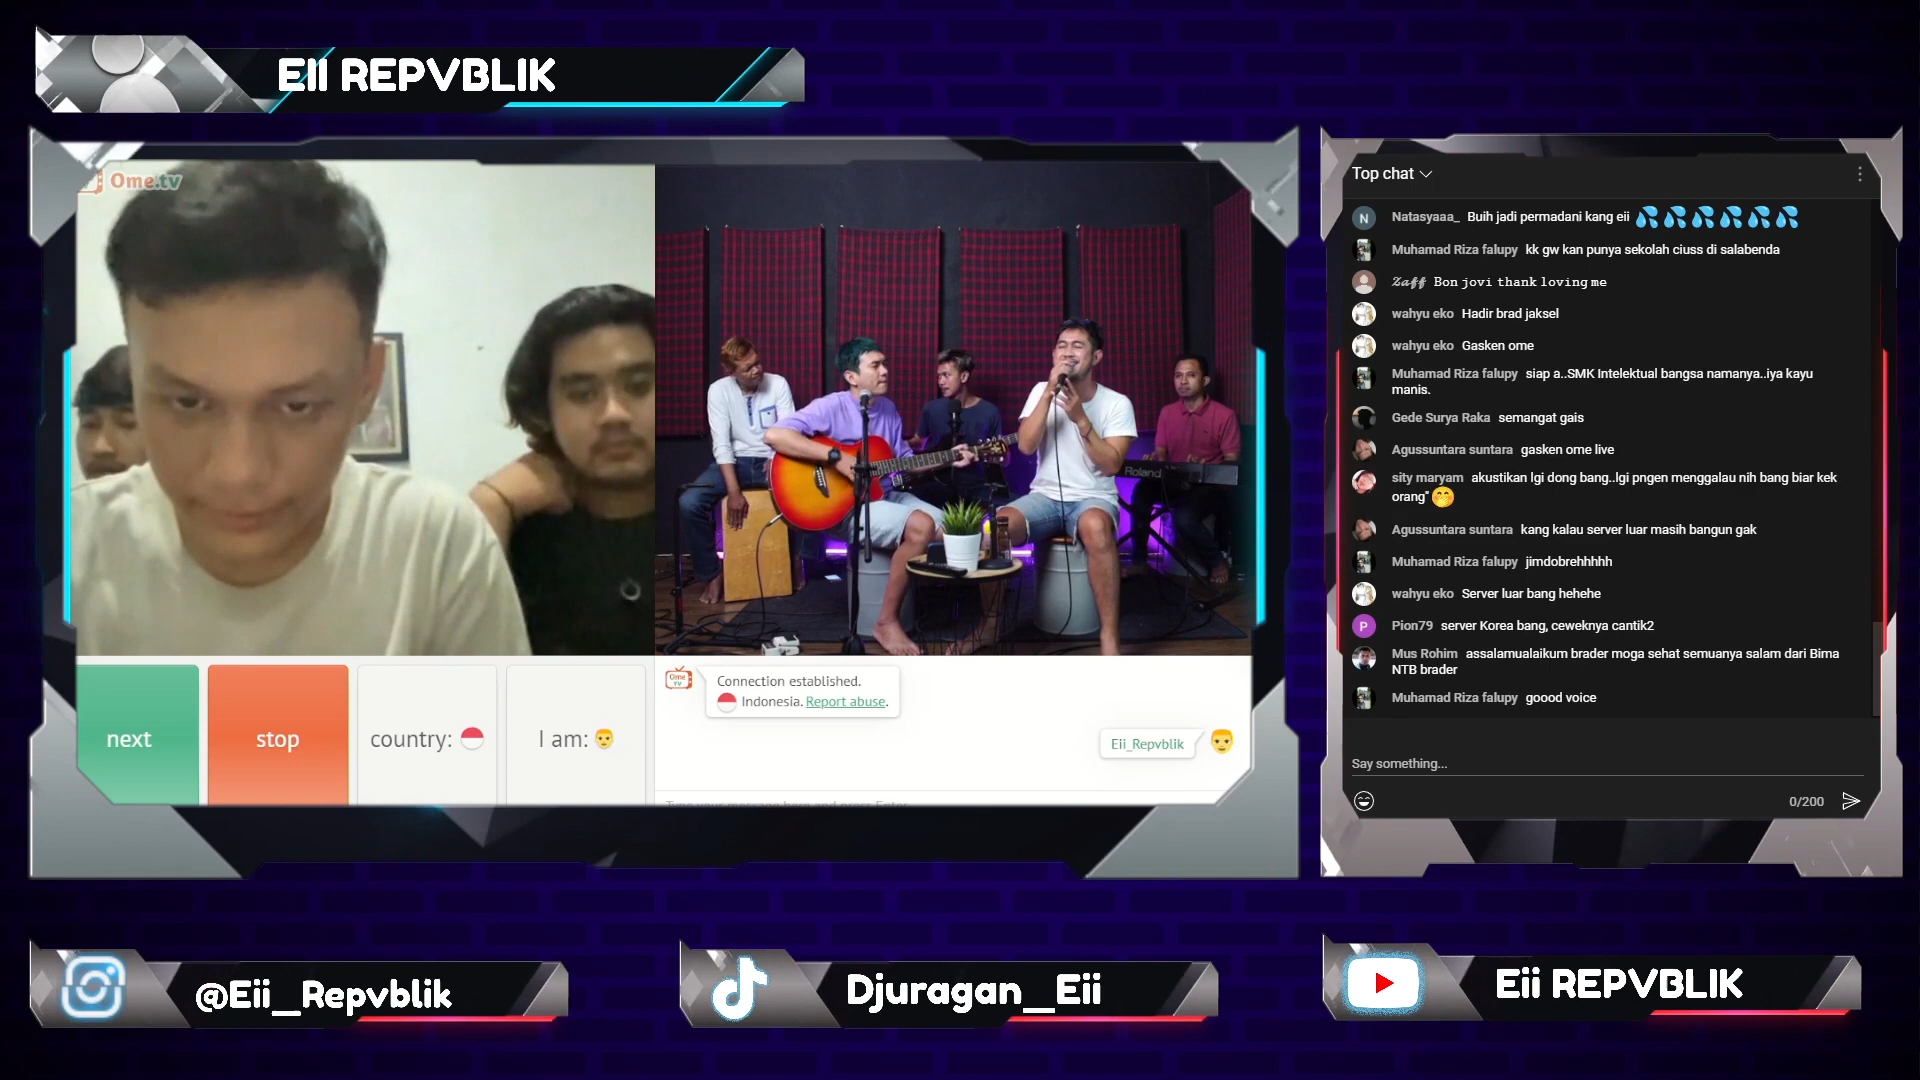 EII REPVBLIK
Ome.tv
Roland
next
stop
country:
I am:
Ome TV
Connection established.
Indonesia. Report abuse.
Eii_Repvblik
Top chat
N Natasyaaa_ Buih jadi permadani kang eii 💦💦💦💦💦💦
Muhamad Riza falupy kk gw kan punya sekolah ciuss di salabenda
𝓩𝓪𝓯𝓯 𝙱𝚘𝚗 𝚓𝚘𝚟𝚒 𝚝𝚑𝚊𝚗𝚔 𝚕𝚘𝚟𝚒𝚗𝚐 𝚖𝚎
wahyu eko Hadir brad jaksel
wahyu eko Gasken ome
Muhamad Riza falupy siap a..SMK Intelektual bangsa namanya..iya kayu
manis.
Gede Surya Raka semangat gais
Agussuntara suntara gasken ome live
sity maryam akustikan lgi dong bang..lgi pngen menggalau nih bang biar kek
orang" 🤭
Agussuntara suntara kang kalau server luar masih bangun gak
Muhamad Riza falupy jimdobrehhhhh
wahyu eko Server luar bang hehehe
P Pion79 server Korea bang, ceweknya cantik2
Mus Rohim assalamualaikum brader moga sehat semuanya salam dari Bima
NTB brader
Muhamad Riza falupy goood voice
Say something...
0/200
@Eii_Repvblik
Djuragan_Eii
Eii REPVBLIK